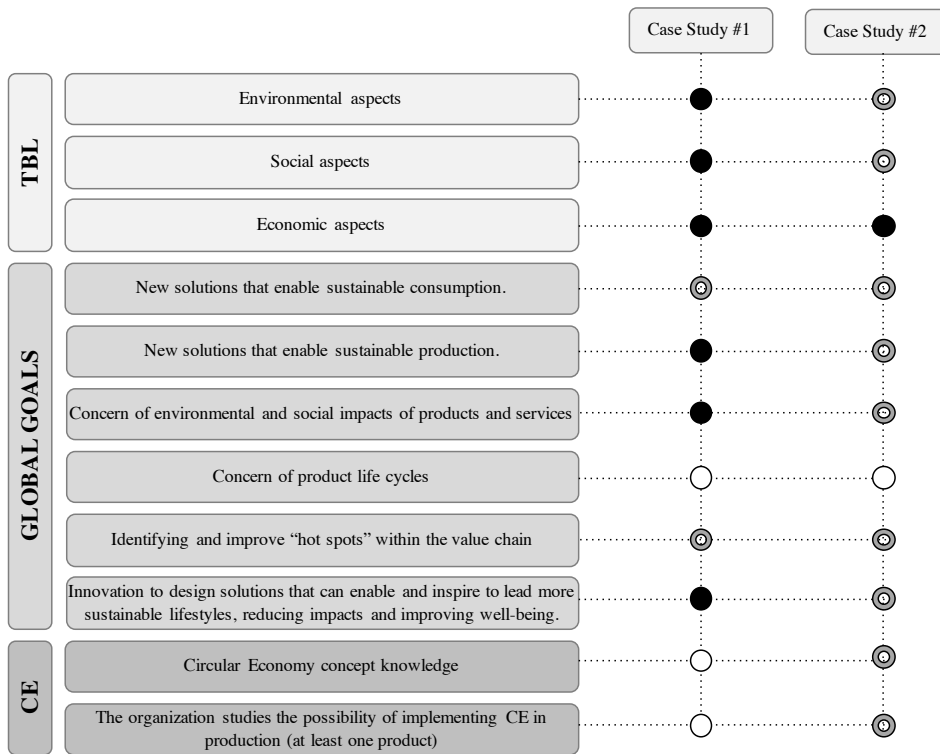 Case Study #1
Case Study #2
TBL
Environmental aspects
Social aspects
Economic aspects
GLOBAL GOALS
New solutions that enable sustainable consumption.
New solutions that enable sustainable production.
Concern of environmental and social impacts of products and services
Concern of product life cycles
Identifying and improve “hot spots” within the value chain
Innovation to design solutions that can enable and inspire to lead more
sustainable lifestyles, reducing impacts and improving well-being.
CE
Circular Economy concept knowledge
The organization studies the possibility of implementing CE in
production (at least one product)